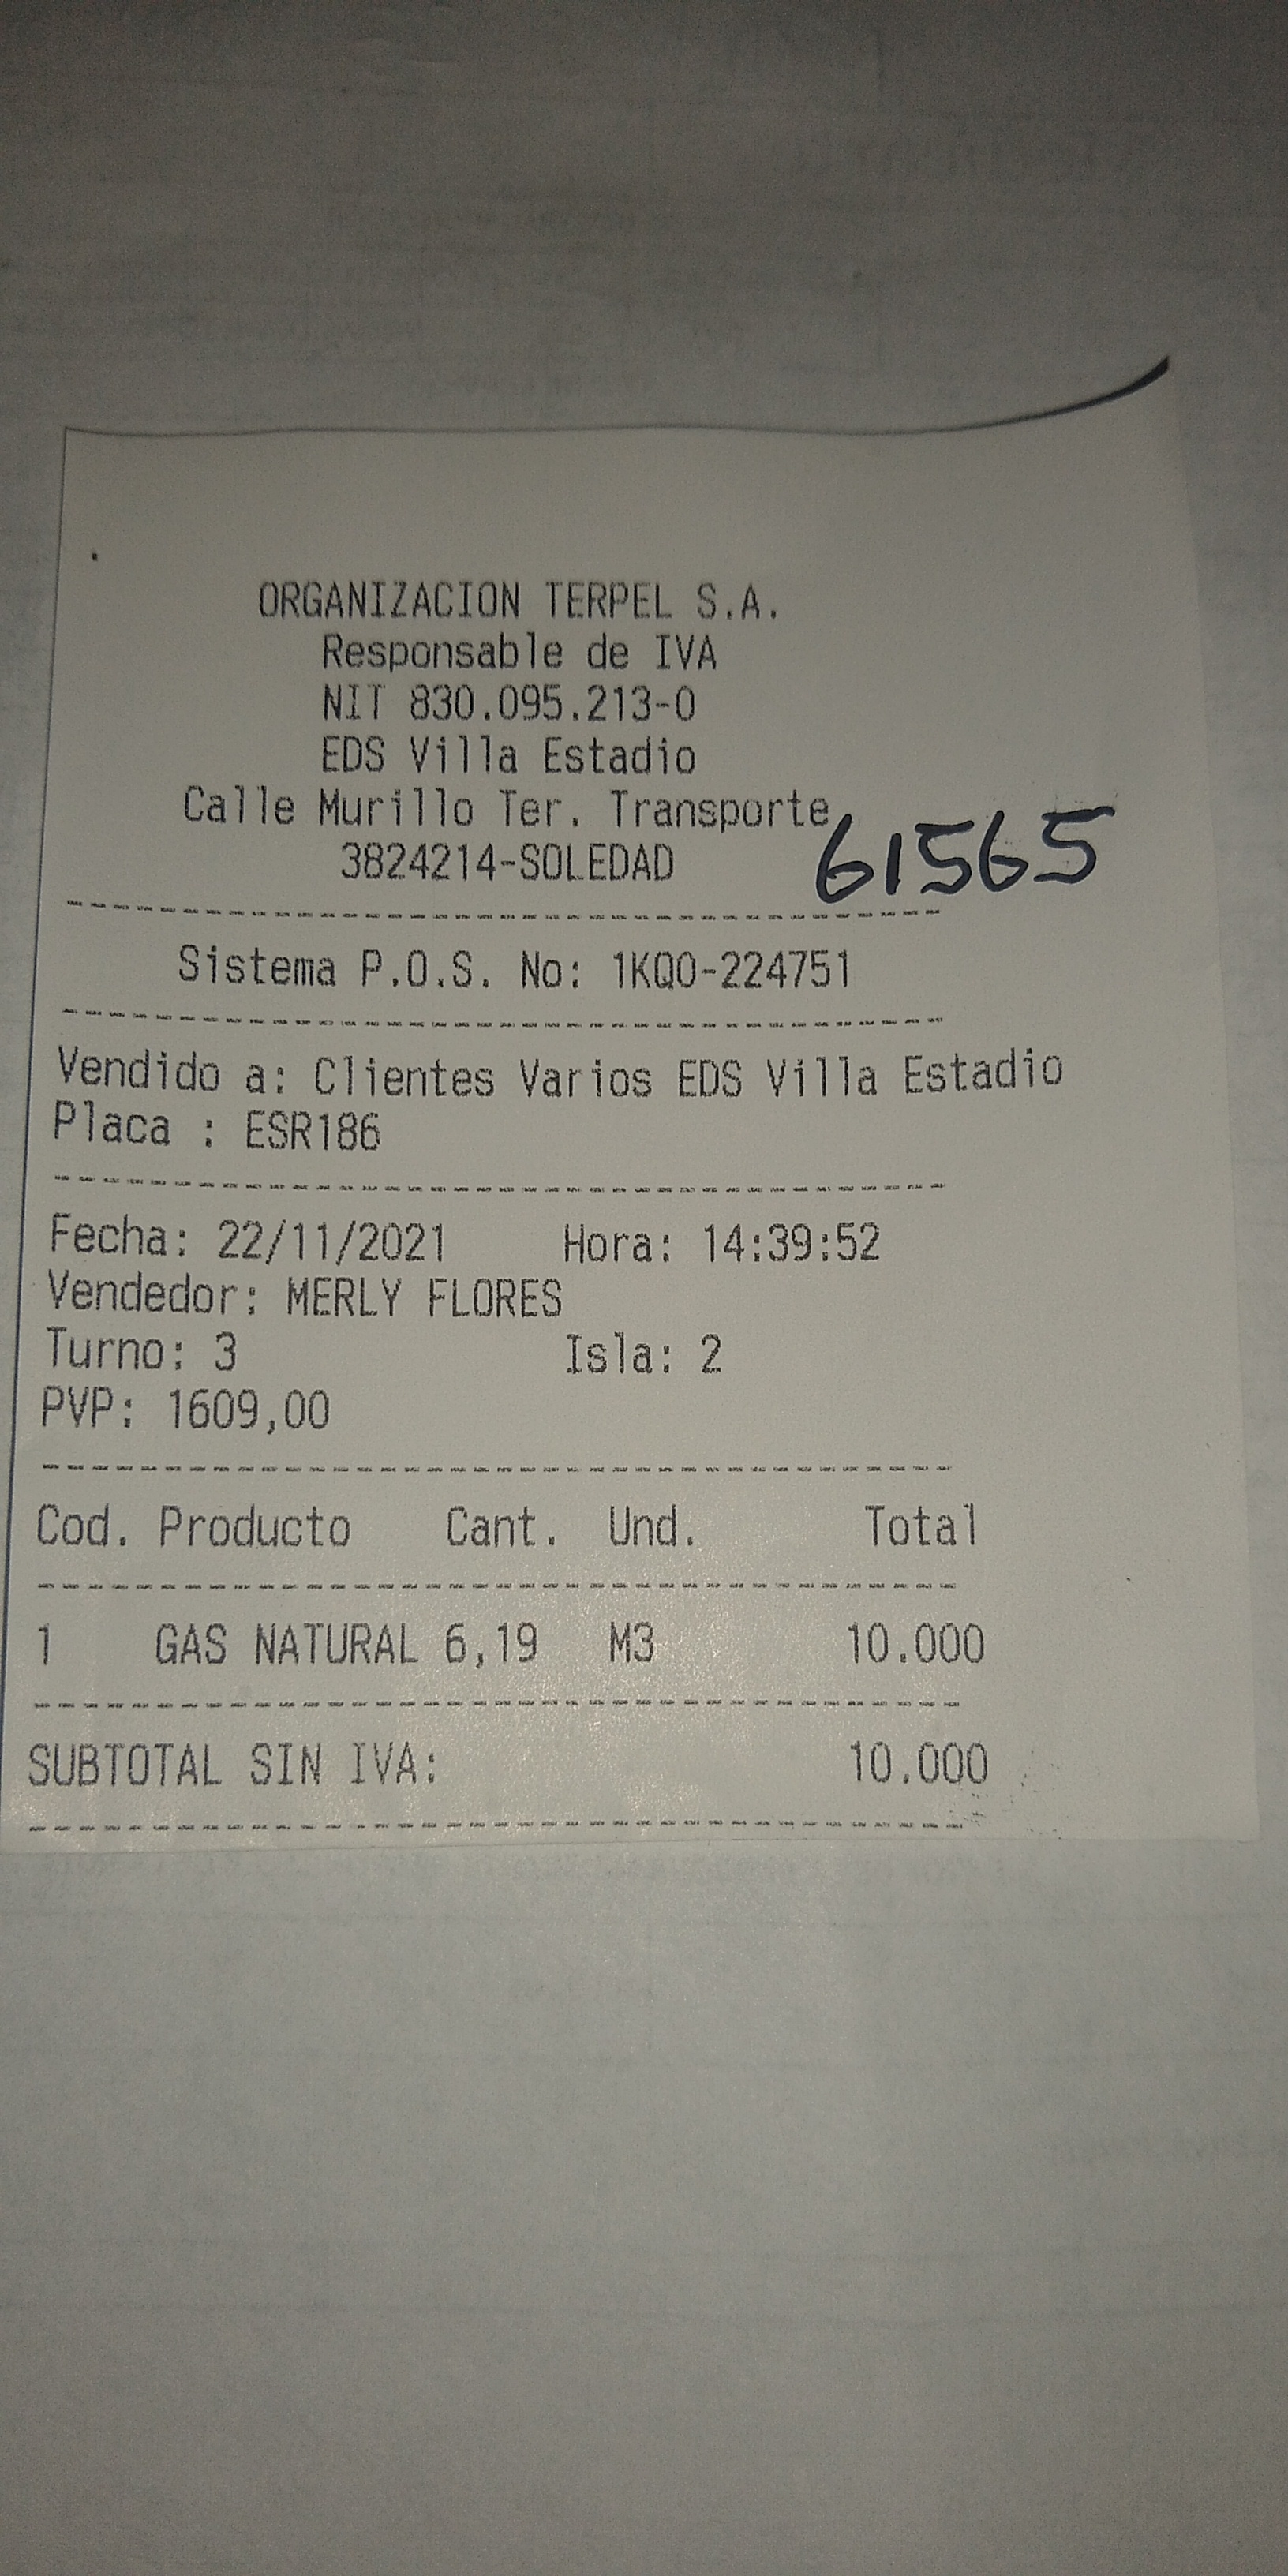 ORGANIZACION TERPEL S.A.
Responsable de IVA
NIT 830.095.213-0
EDS Villa Estadio
Calle Murillo Ter. Transporte
3824214-SOLEDAD
61565
Sistema P.O.S. No: 1KQ0-224751
Vendido a: Clientes Varios EDS Villa Estadio
Placa : ESR186
Fecha: 22/11/2021 Hora: 14:39:52
Vendedor: MERLY FLORES
Turno: 3 Isla: 2
PVP: 1609,00
Cod. Producto Cant. Und. Total
1 GAS NATURAL 6,19 M3 10.000
SUBTOTAL SIN IVA: 10.000